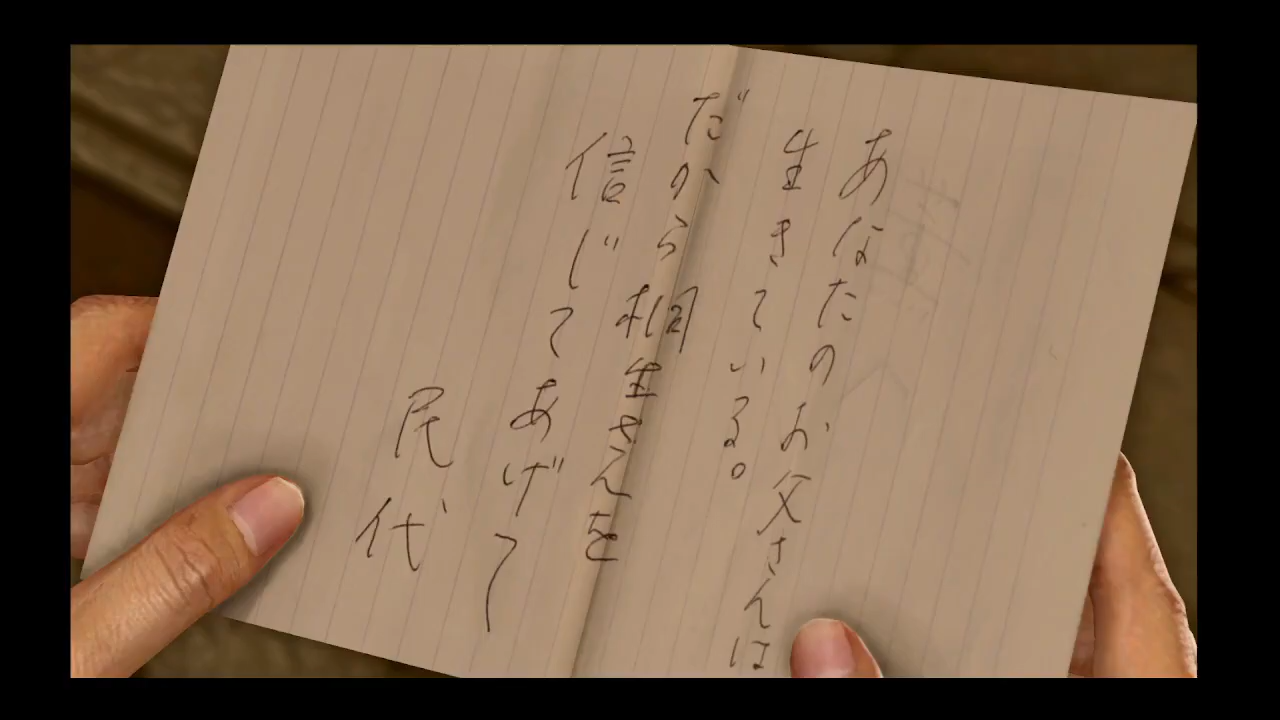 あなたのお父さんは
生きている。
だから相生さんを
信じてあげて
民代